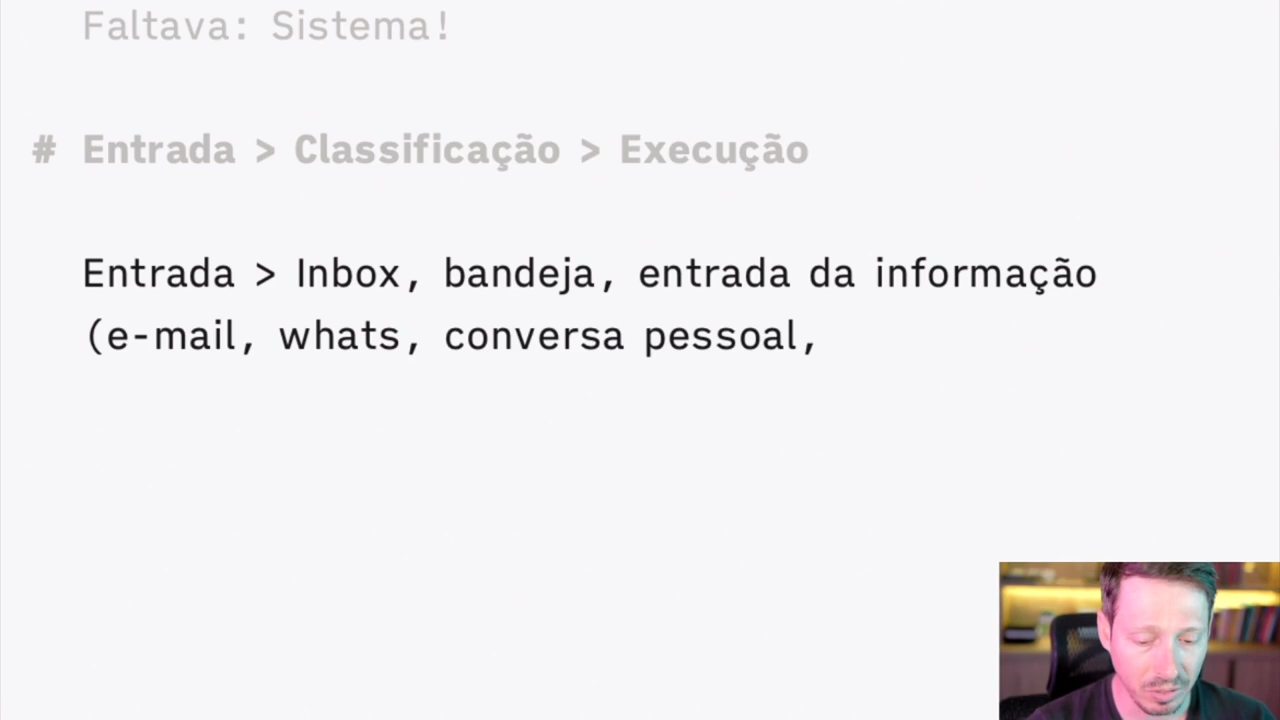 Faltava: Sistema!
# Entrada > Classificação > Execução
Entrada > Inbox, bandeja, entrada da informação
(e-mail, whats, conversa pessoal,